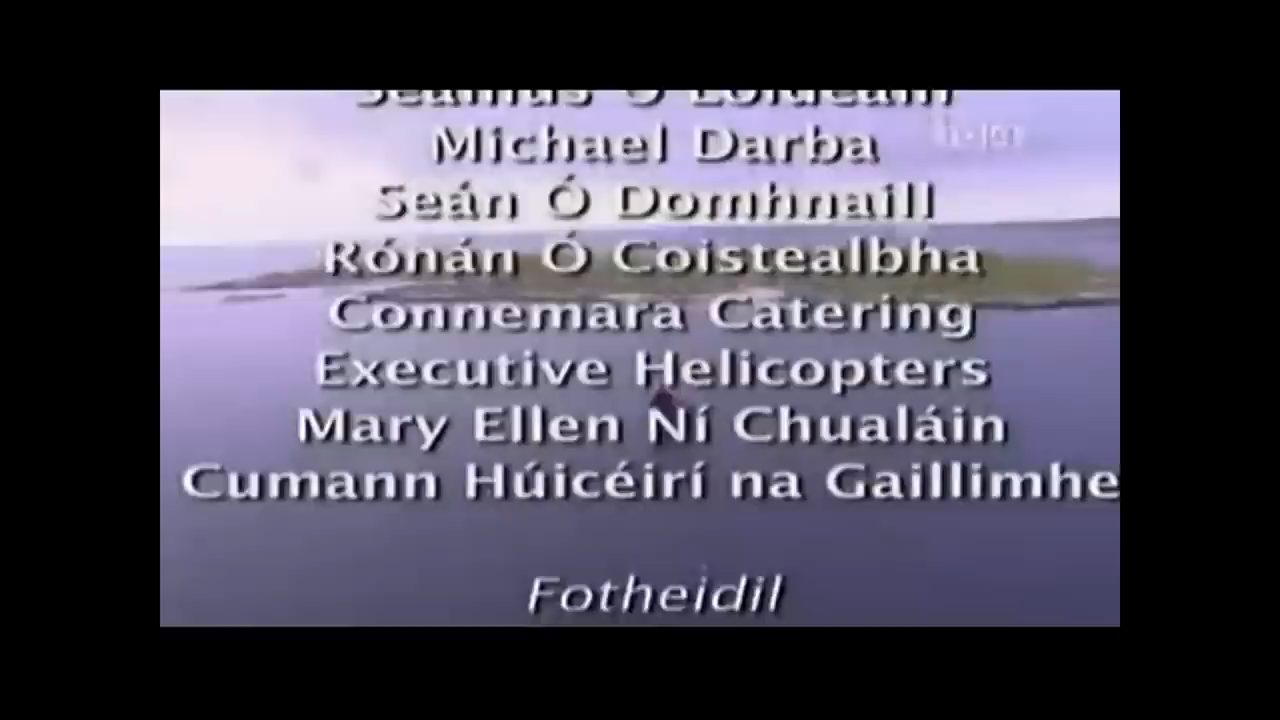 Michael Darba
Seán Ó Domhnaill
Rónán Ó Coistealbha
Connemara Catering
Executive Helicopters
Mary Ellen Ní Chualáin
Cumann Húicéirí na Gaillimhe
Fotheidil